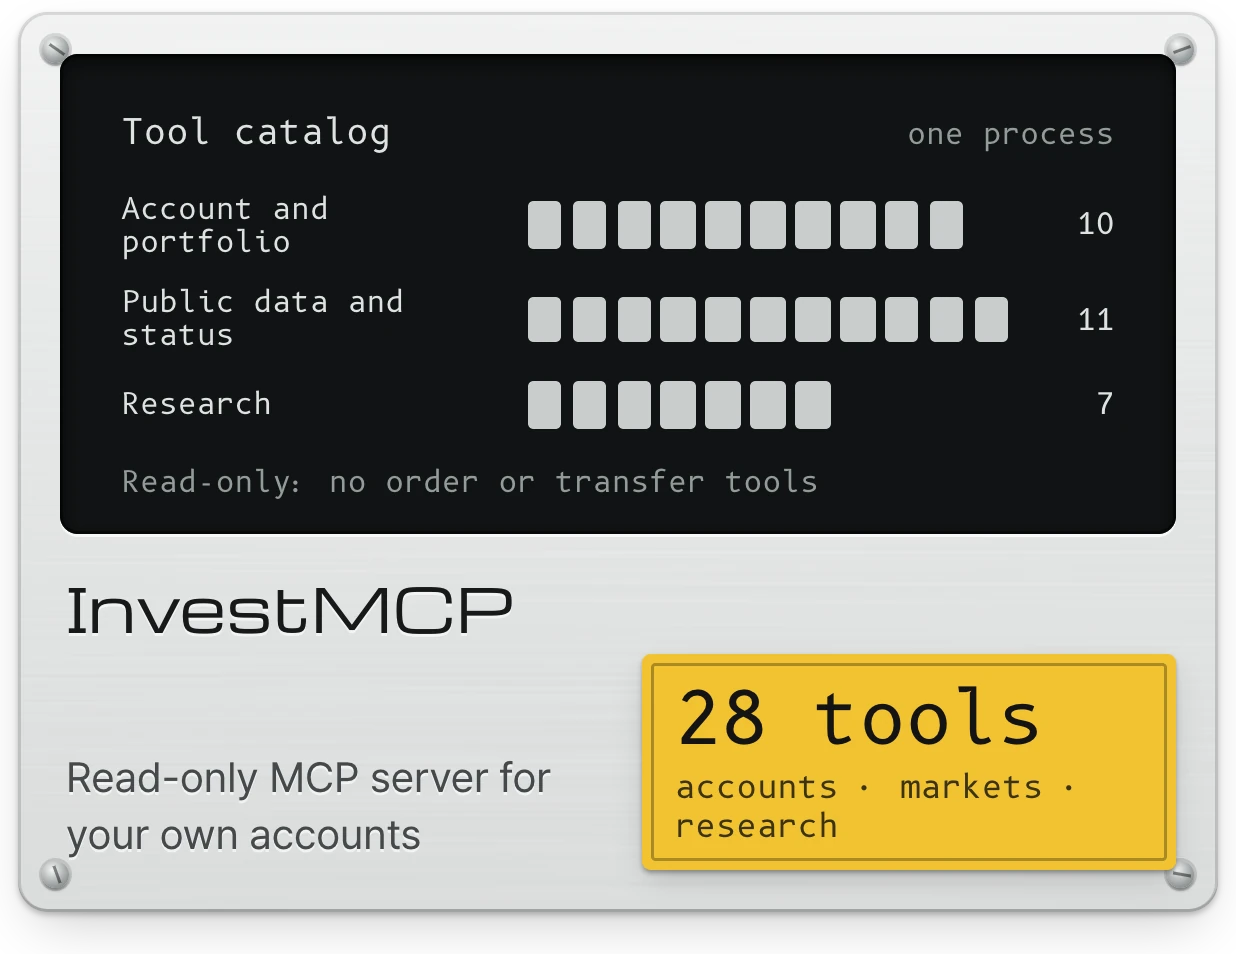 Tool catalog
one process
Account and
portfolio
10
Public data and
status
11
Research
7
Read-only: no order or transfer tools
InvestMCP
28 tools
accounts · markets ·
research
Read-only MCP server for
your own accounts